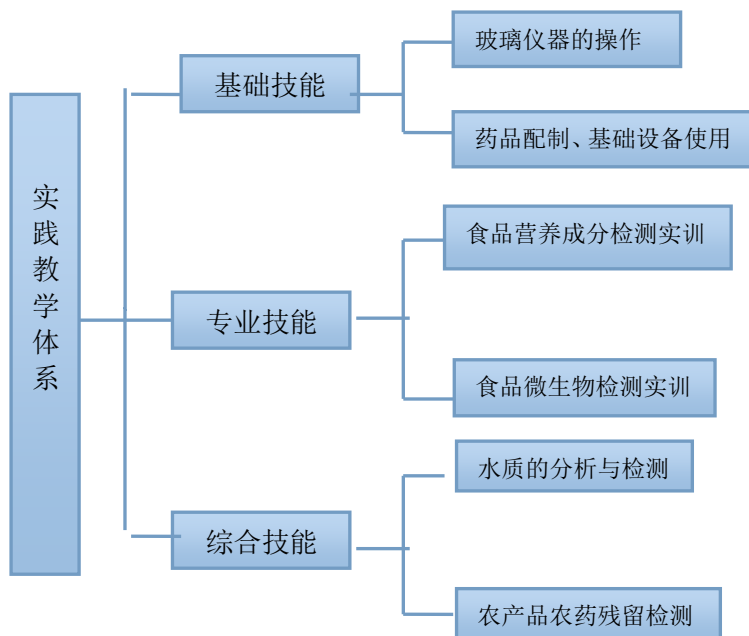 实践教学体系
基础技能
玻璃仪器的操作
药品配制、基础设备使用
专业技能
食品营养成分检测实训
食品微生物检测实训
综合技能
水质的分析与检测
农产品农药残留检测